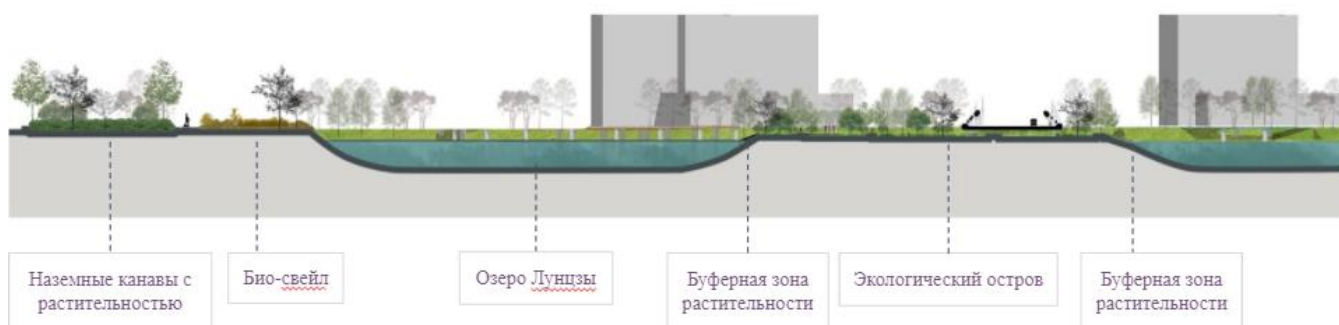 Наземные канавы с
растительностью
Био-свейл
Озеро Лунцзы
Буферная зона
растительности
Экологический остров
Буферная зона
растительности